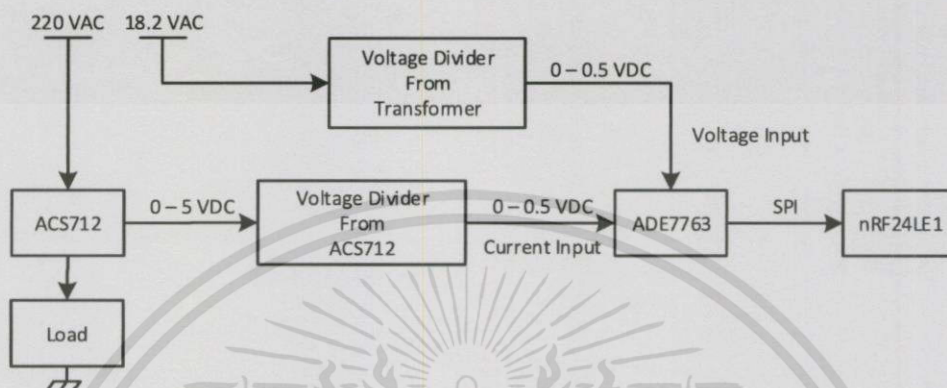 220 VAC
18.2 VAC
Voltage Divider
From
Transformer
0 – 0.5 VDC
Voltage Input
ACS712
0 – 5 VDC
Voltage Divider
From
ACS712
0 – 0.5 VDC
Current Input
ADE7763
SPI
nRF24LE1
Load